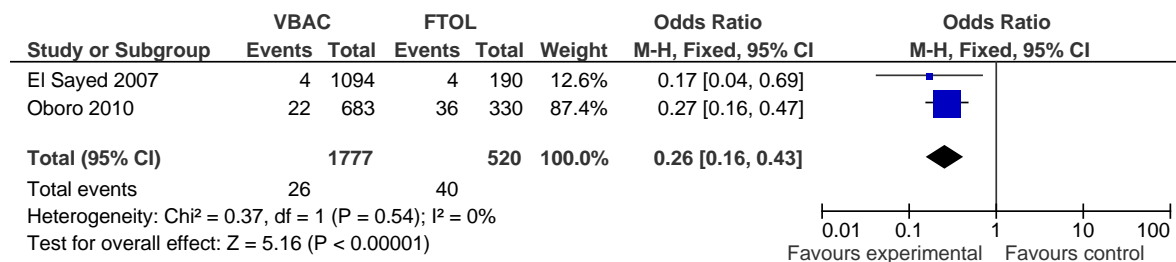 VBAC FTOL Odds Ratio Odds Ratio
Study or Subgroup Events Total Events Total Weight M-H, Fixed, 95% CI M-H, Fixed, 95% CI
El Sayed 2007 4 1094 4 190 12.6% 0.17 [0.04, 0.69]
Oboro 2010 22 683 36 330 87.4% 0.27 [0.16, 0.47]
Total (95% CI) 1777 520 100.0% 0.26 [0.16, 0.43]
Total events 26 40
Heterogeneity: Chi² = 0.37, df = 1 (P = 0.54); I² = 0%
Test for overall effect: Z = 5.16 (P < 0.00001)
0.01 0.1 1 10 100
Favours experimental Favours control